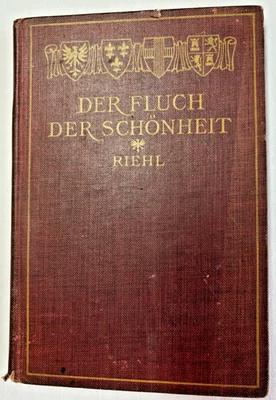 DER FLUCH
DER SCHÖNHEIT
RIEHL